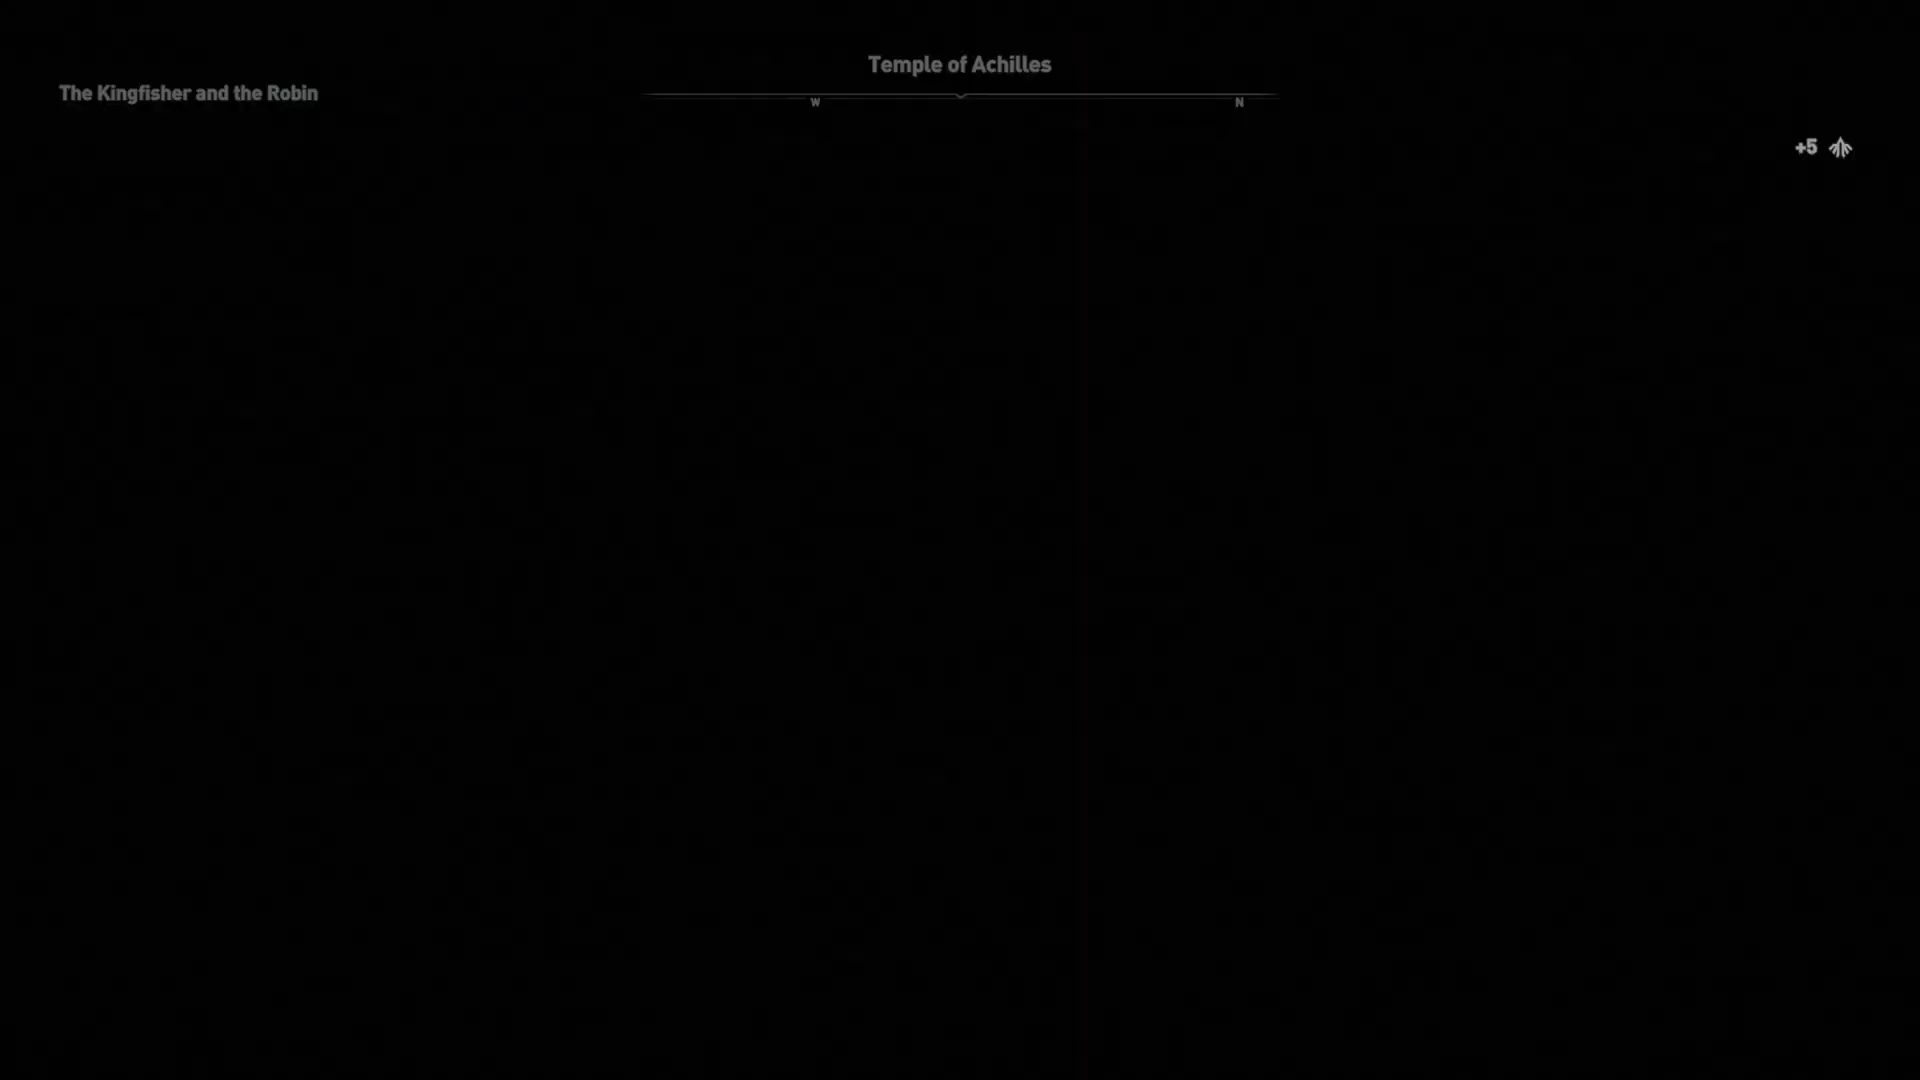 Temple of Achilles
The Kingfisher and the Robin
W N
+5